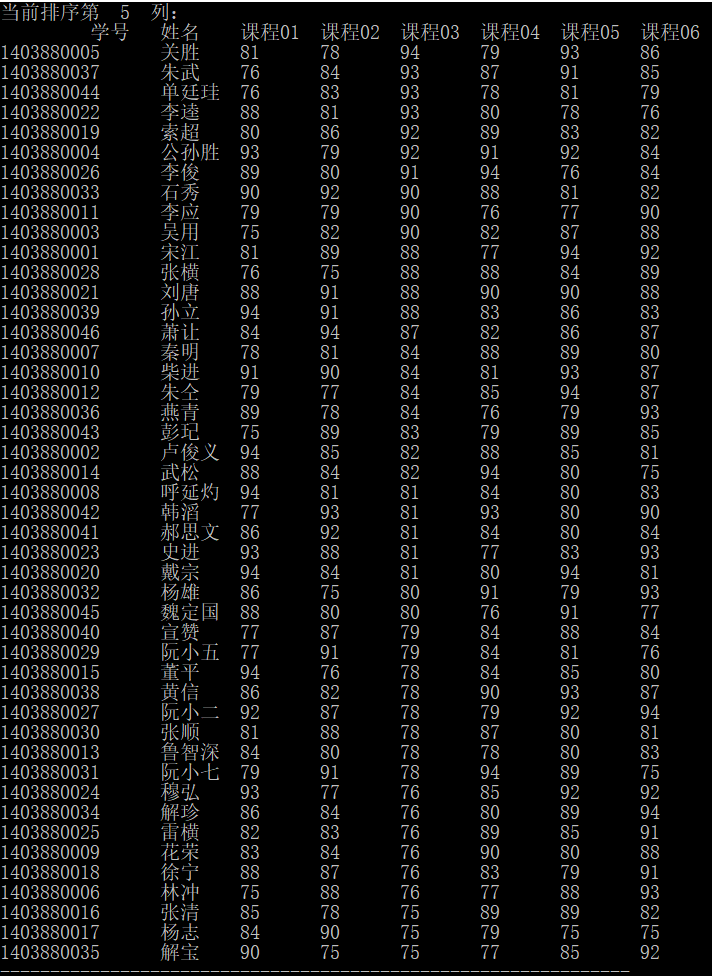 当前排序第 5 列:
学号 姓名 课程01 课程02 课程03 课程04 课程05 课程06
1403880005 关胜 81 78 94 79 93 86
1403880037 朱武 76 84 93 87 91 85
1403880044 单廷珪 76 83 93 78 81 79
1403880022 李逵 88 81 93 80 78 76
1403880019 索超 80 86 92 89 83 82
1403880004 公孙胜 93 79 92 91 92 84
1403880026 李俊 89 80 91 94 76 84
1403880033 石秀 90 92 90 88 81 82
1403880011 李应 79 79 90 76 77 90
1403880003 吴用 75 82 90 82 87 88
1403880001 宋江 81 89 88 77 94 92
1403880028 张横 76 75 88 88 84 89
1403880021 刘唐 88 91 88 90 90 88
1403880039 孙立 94 91 88 83 86 83
1403880046 萧让 84 94 87 82 86 87
1403880007 秦明 78 81 84 88 89 80
1403880010 柴进 91 90 84 81 93 87
1403880012 朱仝 79 77 84 85 94 87
1403880036 燕青 89 78 84 76 79 93
1403880043 彭玘 75 89 83 79 89 85
1403880002 卢俊义 94 85 82 88 85 81
1403880014 武松 88 84 82 94 80 75
1403880008 呼延灼 94 81 81 84 80 83
1403880042 韩滔 77 93 81 93 80 90
1403880041 郝思文 86 92 81 84 80 84
1403880023 史进 93 88 81 77 83 93
1403880020 戴宗 94 84 81 80 94 81
1403880032 杨雄 86 75 80 91 79 93
1403880045 魏定国 88 80 80 76 91 77
1403880040 宣赞 77 87 79 84 88 84
1403880029 阮小五 77 91 79 84 81 76
1403880015 董平 94 76 78 84 85 80
1403880038 黄信 86 82 78 90 93 87
1403880027 阮小二 92 87 78 79 92 94
1403880030 张顺 81 88 78 87 80 81
1403880013 鲁智深 84 80 78 78 80 83
1403880031 阮小七 79 91 78 94 89 75
1403880024 穆弘 93 77 76 85 92 92
1403880034 解珍 86 84 76 80 89 94
1403880025 雷横 82 83 76 89 85 91
1403880009 花荣 83 84 76 90 80 88
1403880018 徐宁 88 87 76 83 79 91
1403880006 林冲 75 88 76 77 88 93
1403880016 张清 85 78 75 89 89 82
1403880017 杨志 84 90 75 79 75 75
1403880035 解宝 90 75 75 77 85 92